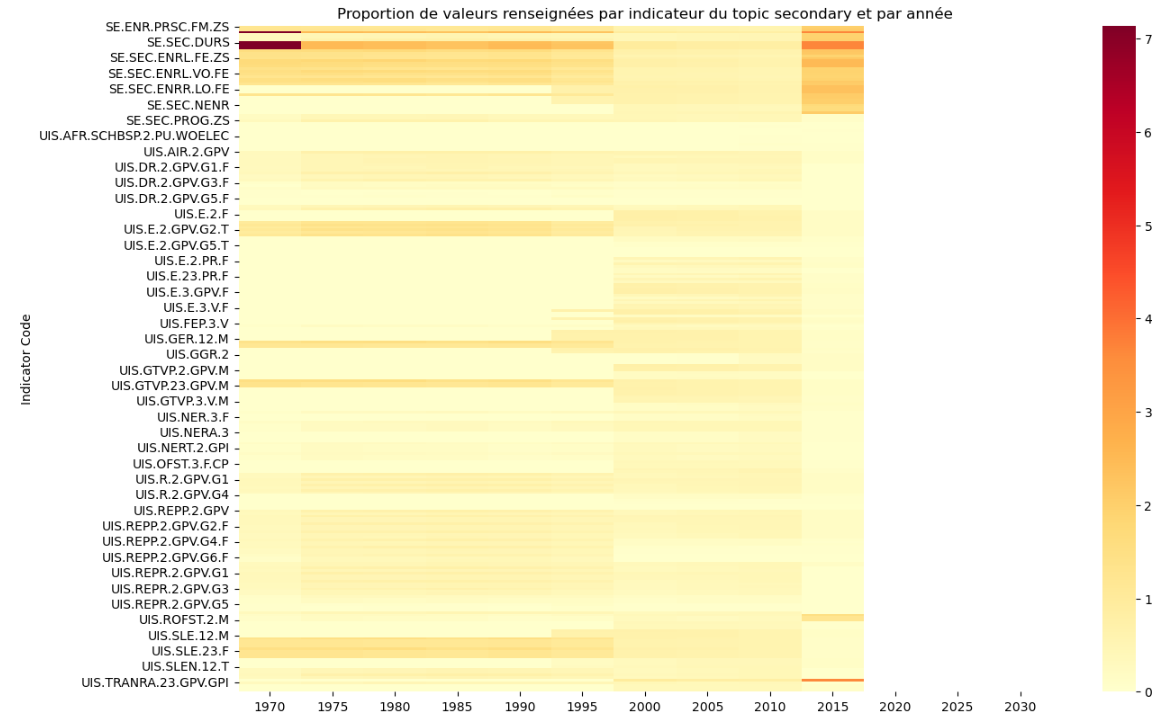 Proportion de valeurs renseignées par indicateur du topic secondary et par année
Indicator Code
SE.ENR.PRSC.FM.ZS
SE.SEC.DURS
SE.SEC.ENRL.FE.ZS
SE.SEC.ENRL.VO.FE
SE.SEC.ENRR.LO.FE
SE.SEC.NENR
SE.SEC.PROG.ZS
UIS.AFR.SCHBSP.2.PU.WOELEC
UIS.AIR.2.GPV
UIS.DR.2.GPV.G1.F
UIS.DR.2.GPV.G3.F
UIS.DR.2.GPV.G5.F
UIS.E.2.F
UIS.E.2.GPV.G2.T
UIS.E.2.GPV.G5.T
UIS.E.2.PR.F
UIS.E.23.PR.F
UIS.E.3.GPV.F
UIS.E.3.V.F
UIS.FEP.3.V
UIS.GER.12.M
UIS.GGR.2
UIS.GTVP.2.GPV.M
UIS.GTVP.23.GPV.M
UIS.GTVP.3.V.M
UIS.NER.3.F
UIS.NERA.3
UIS.NERT.2.GPI
UIS.OFST.3.F.CP
UIS.R.2.GPV.G1
UIS.R.2.GPV.G4
UIS.REPP.2.GPV
UIS.REPP.2.GPV.G2.F
UIS.REPP.2.GPV.G4.F
UIS.REPP.2.GPV.G6.F
UIS.REPR.2.GPV.G1
UIS.REPR.2.GPV.G3
UIS.REPR.2.GPV.G5
UIS.ROFST.2.M
UIS.SLE.12.M
UIS.SLE.23.F
UIS.SLEN.12.T
UIS.TRANRA.23.GPV.GPI
1970 1975 1980 1985 1990 1995 2000 2005 2010 2015 2020 2025 2030
7
6
5
4
3
2
1
0